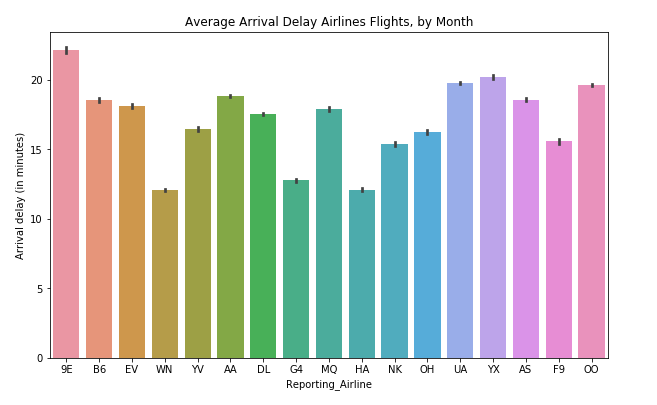 Average Arrival Delay Airlines Flights, by Month
Arrival delay (in minutes)
20
15
10
5
0
9E B6 EV WN YV AA DL G4 MQ HA NK OH UA YX AS F9 OO
Reporting_Airline